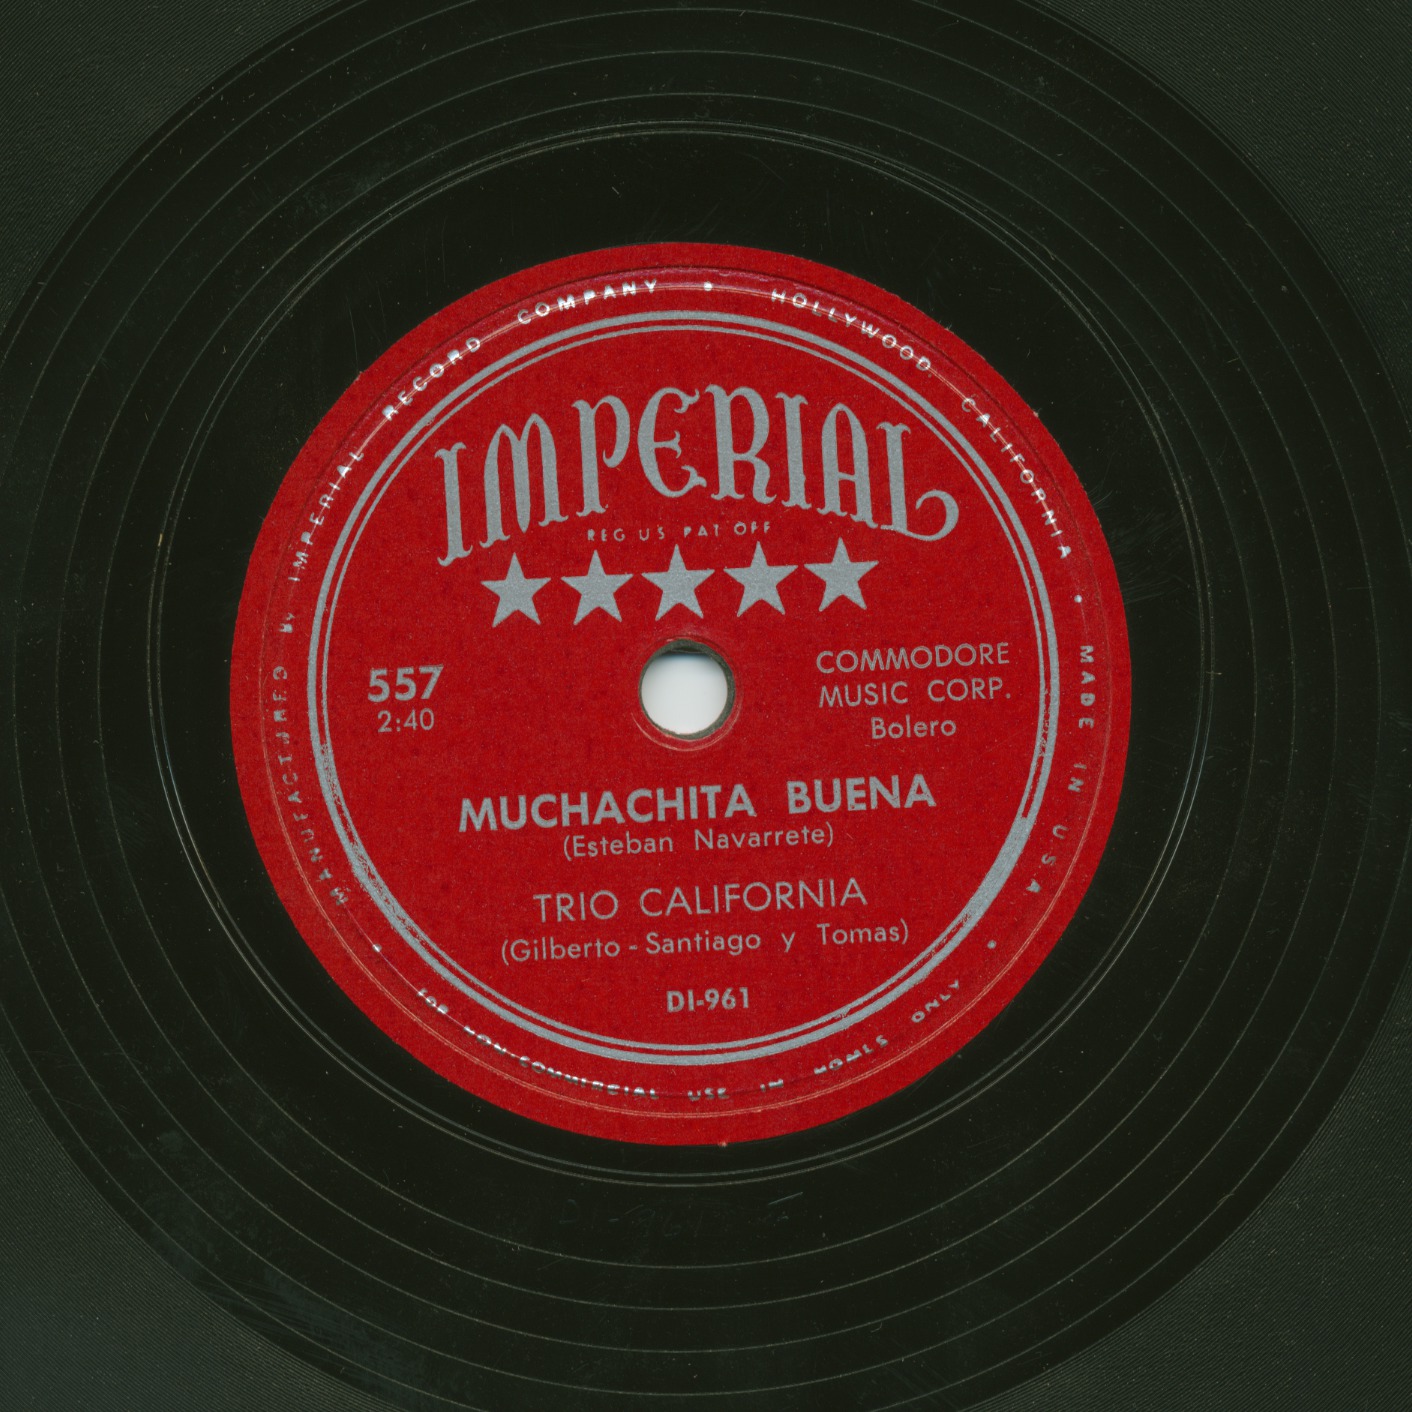 MANUFACTURED By IMPERIAL RECORD COMPANY • HOLLYWOOD, CALIFORNIA • MADE IN U S A •
IMPERIAL
REG U S PAT OFF
557
2:40
COMMODORE
MUSIC CORP.
Bolero
MUCHACHITA BUENA
(Esteban Navarrete)
TRIO CALIFORNIA
(Gilberto - Santiago y Tomas)
DI-961
FOR NON-COMMERCIAL USE IN HOMES ONLY •